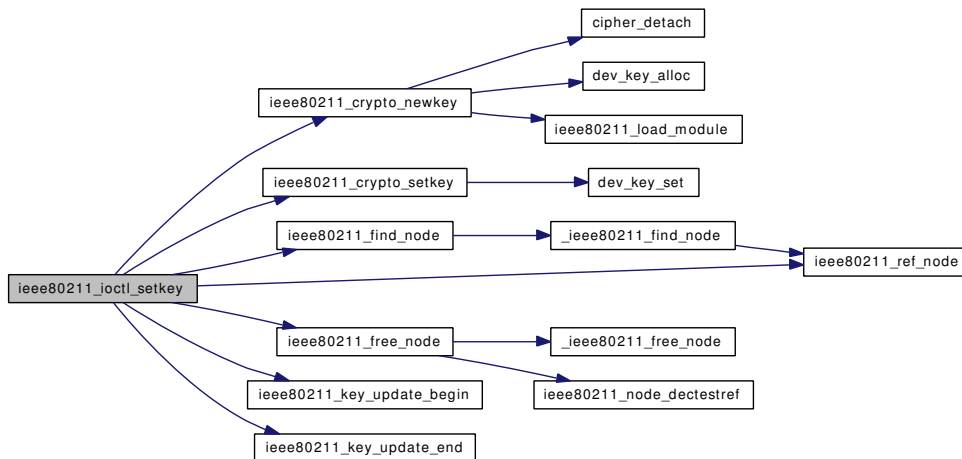 cipher_detach
dev_key_alloc
ieee80211_crypto_newkey
ieee80211_load_module
ieee80211_crypto_setkey
dev_key_set
ieee80211_find_node
_ieee80211_find_node
ieee80211_ref_node
ieee80211_ioctl_setkey
ieee80211_free_node
_ieee80211_free_node
ieee80211_key_update_begin
ieee80211_node_dectestref
ieee80211_key_update_end